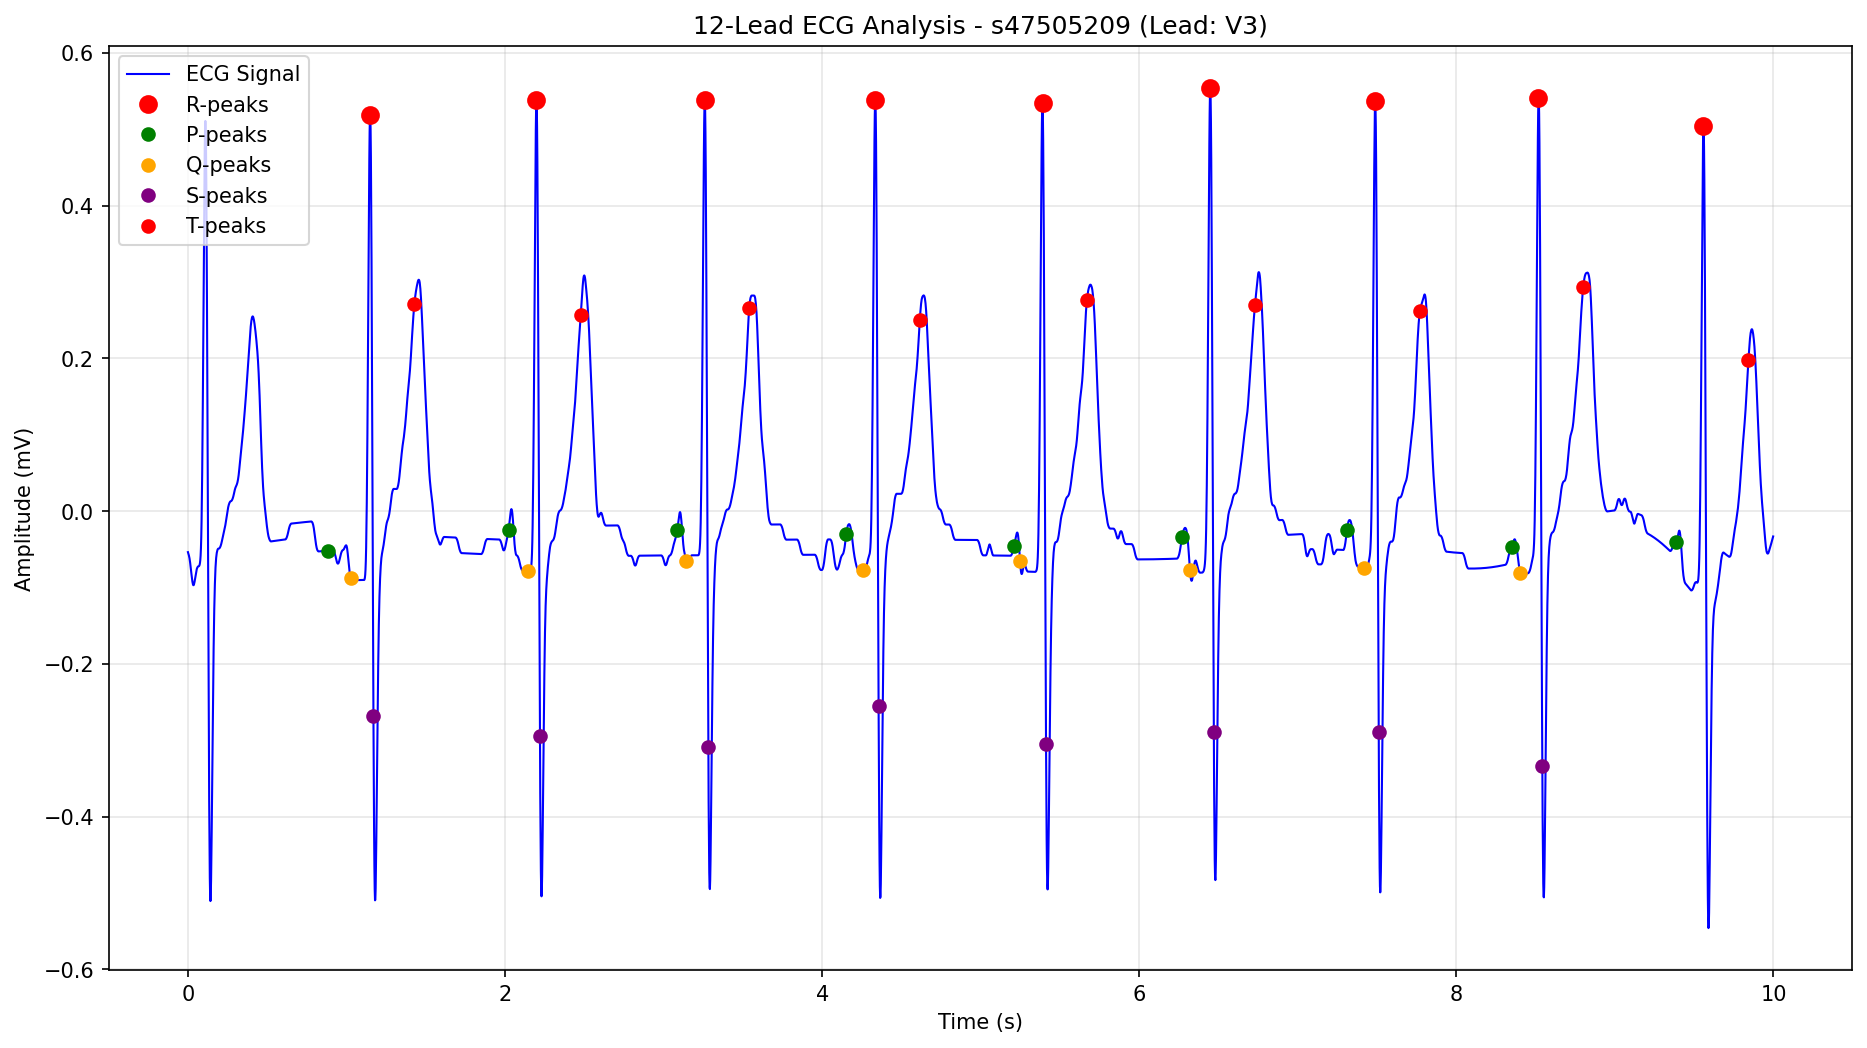 12-Lead ECG Analysis - s47505209 (Lead: V3)
ECG Signal
R-peaks
P-peaks
Q-peaks
S-peaks
T-peaks
0.6
0.4
0.2
0.0
−0.2
−0.4
−0.6
Amplitude (mV)
0 2 4 6 8 10
Time (s)